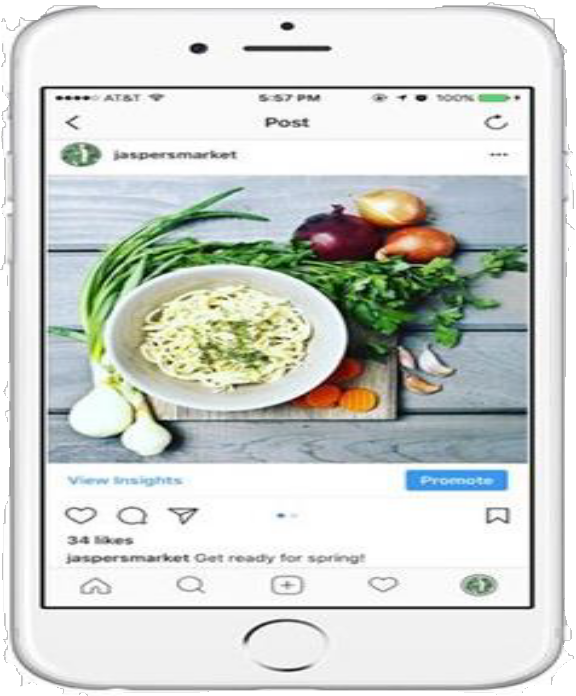 AT&T 5:57 PM 100%
Post
jaspersmarket
View Insights Promote
34 likes
jaspersmarket Get ready for spring!